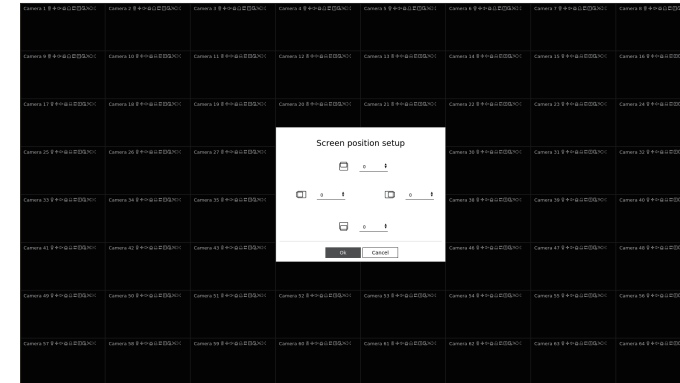 Camera 1 Camera 2 Camera 3 Camera 4 Camera 5 Camera 6 Camera 7 Camera 8
Camera 9 Camera 10 Camera 11 Camera 12 Camera 13 Camera 14 Camera 15 Camera 16
Camera 17 Camera 18 Camera 19 Camera 20 Camera 21 Camera 22 Camera 23 Camera 24
Screen position setup
Camera 25 Camera 26 Camera 27 Camera 30 Camera 31 Camera 32
0
0 0
Camera 33 Camera 34 Camera 35 Camera 38 Camera 39 Camera 40
0
Camera 41 Camera 42 Camera 43 Camera 46 Camera 47 Camera 48
Ok Cancel
Camera 49 Camera 50 Camera 51 Camera 52 Camera 53 Camera 54 Camera 55 Camera 56
Camera 57 Camera 58 Camera 59 Camera 60 Camera 61 Camera 62 Camera 63 Camera 64